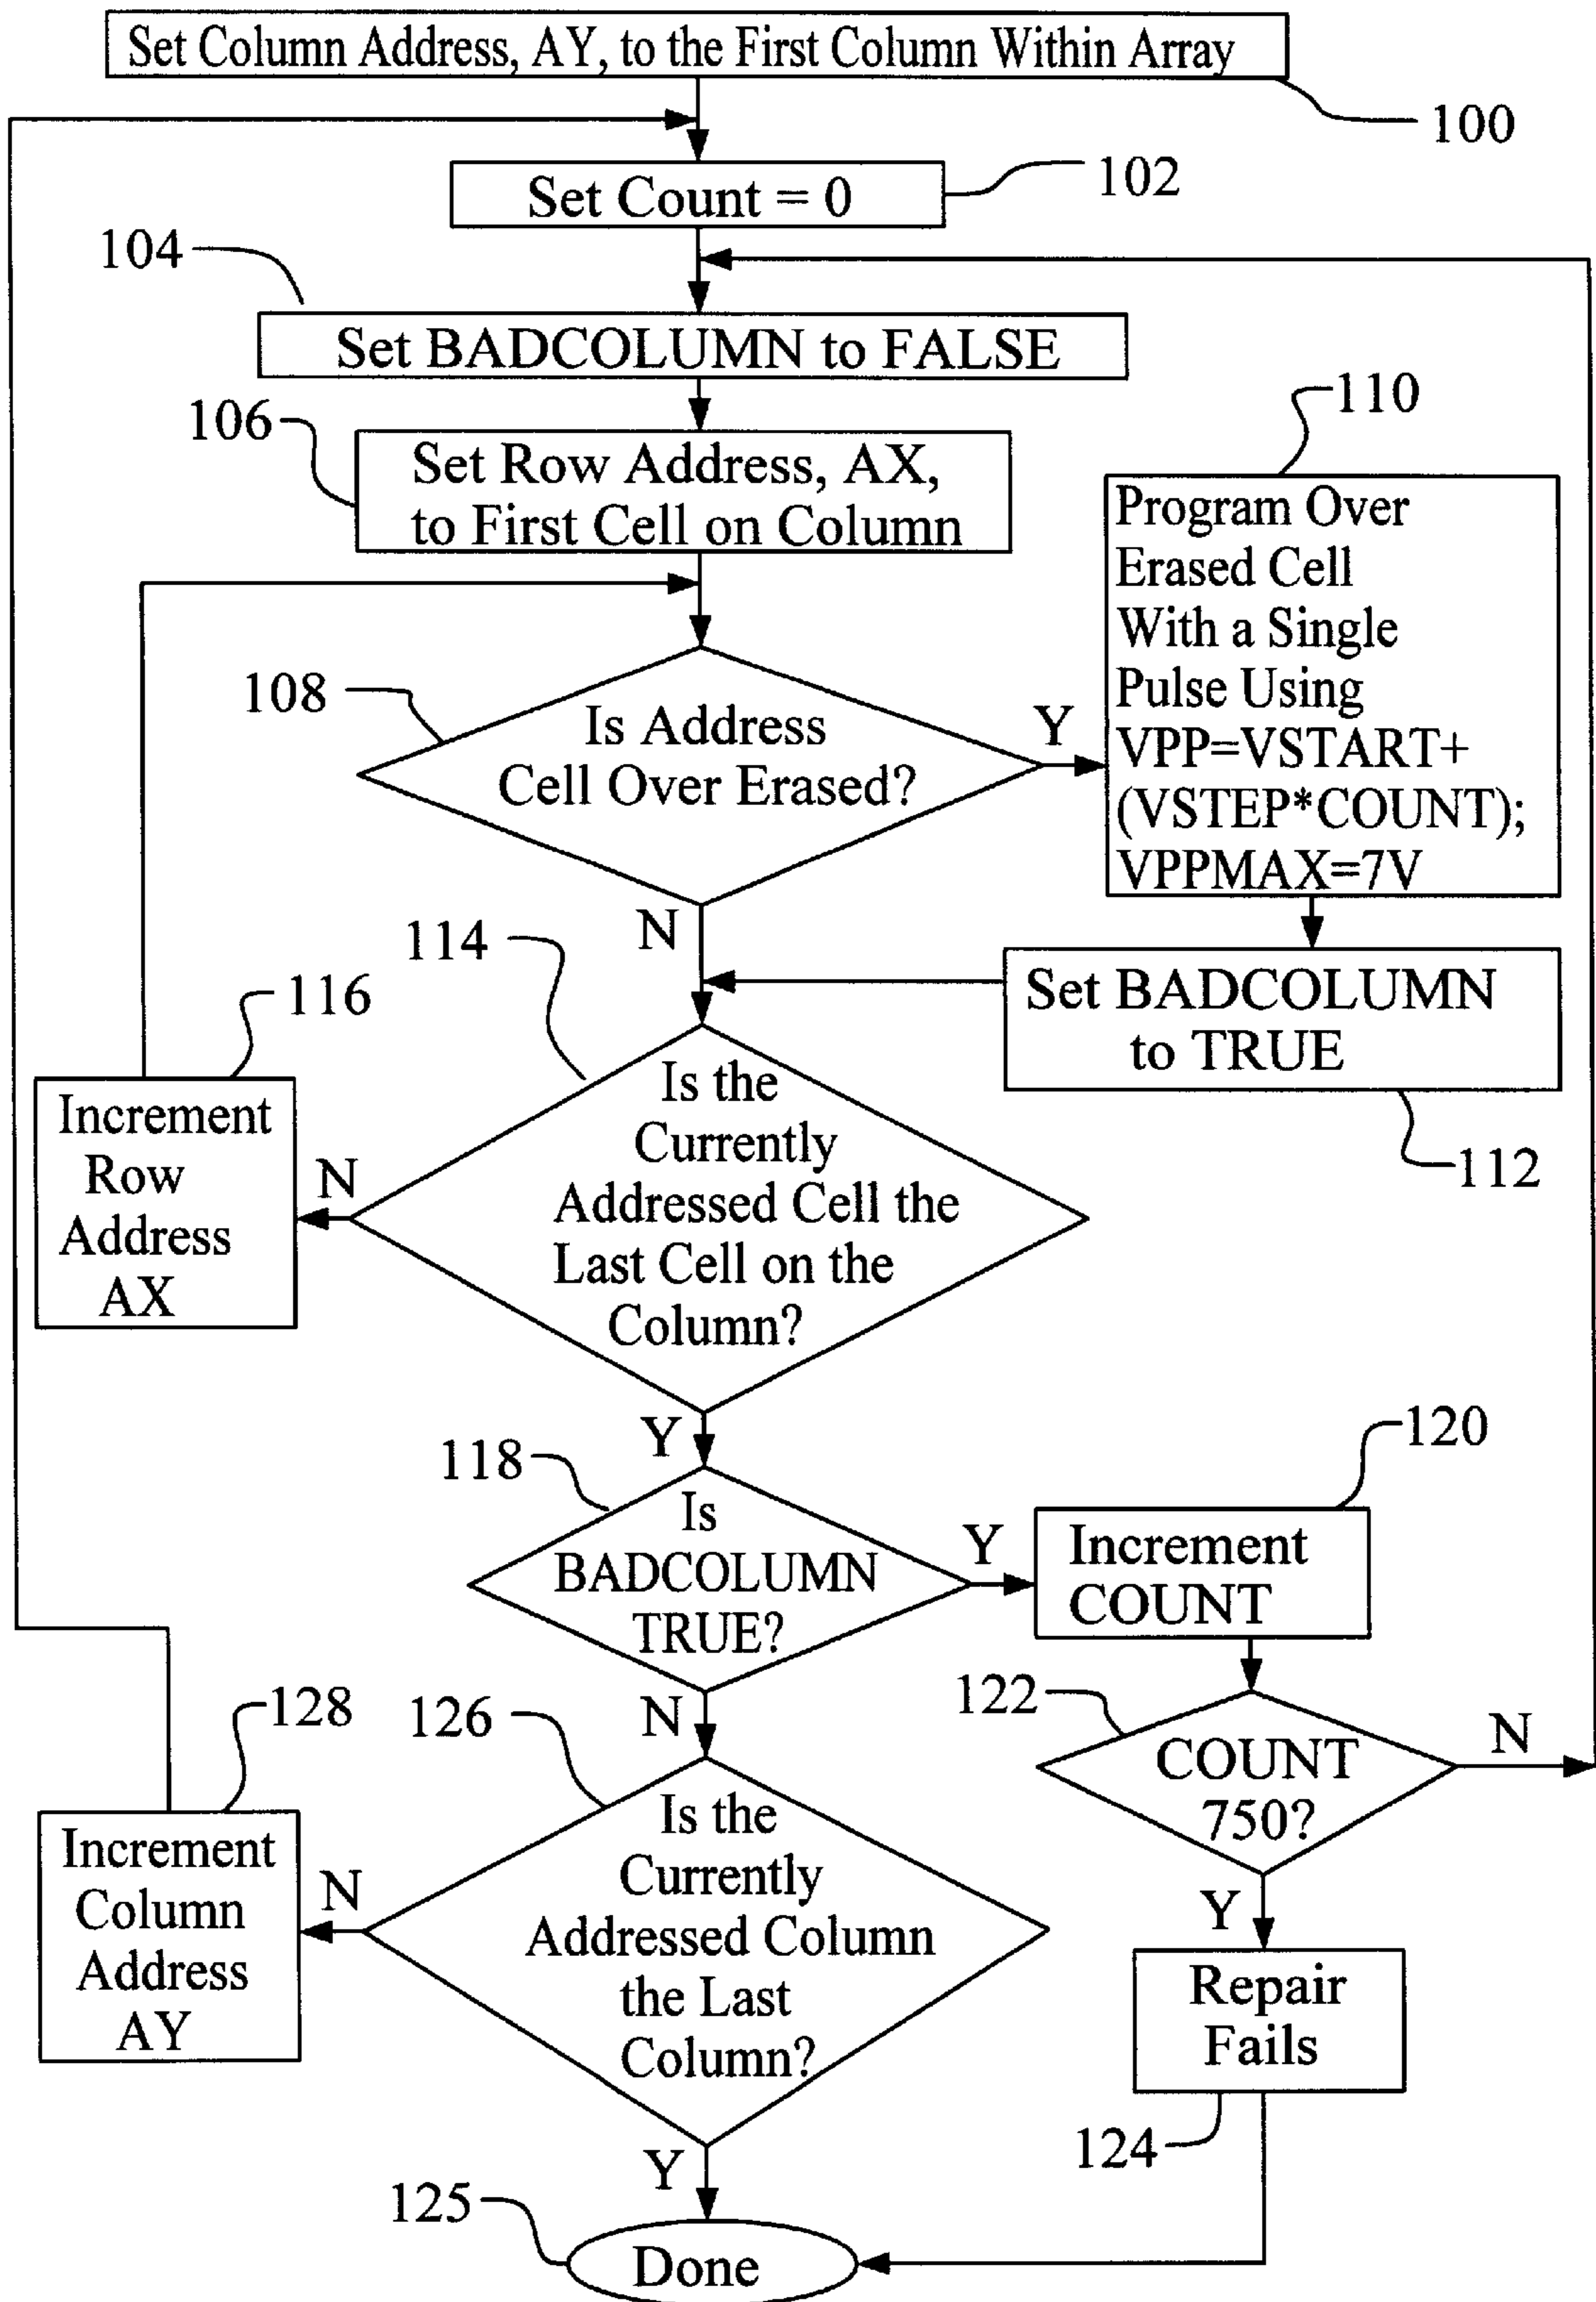 Set Column Address, AY, to the First Column Within Array
100
Set Count = 0
102
104
Set BADCOLUMN to FALSE
106
Set Row Address, AX,
to First Cell on Column
110
Program Over
Erased Cell
With a Single
Pulse Using
VPP=VSTART+
(VSTEP*COUNT);
VPPMAX=7V
108
Is Address
Cell Over Erased?
Y
N
Set BADCOLUMN
to TRUE
112
114
Is the
Currently
Addressed Cell the
Last Cell on the
Column?
116
Increment
Row
Address
AX
N
Y
118
Is
BADCOLUMN
TRUE?
Y
120
Increment
COUNT
N
122
COUNT
750?
N
Y
126
Is the
Currently
Addressed Column
the Last
Column?
128
Increment
Column
Address
AY
N
Repair
Fails
124
Y
125
Done